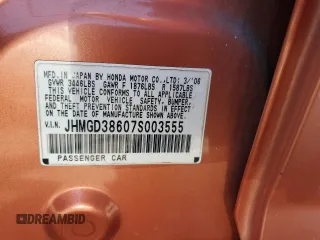 MFD. IN JAPAN BY HONDA MOTOR CO.,LTD. 3/'06
GVWR 3446LBS GAWR F 1876LBS R 1587LBS
THIS VEHICLE CONFORMS TO ALL APPLICABLE
FEDERAL MOTOR VEHICLE SAFETY, BUMPER,
AND THEFT PREVENTION STANDARDS IN EFFECT
ON THE DATE OF MANUFACTURE SHOWN ABOVE.
V.I.N. JHMGD38607S003555
PASSENGER CAR
DREAMBID